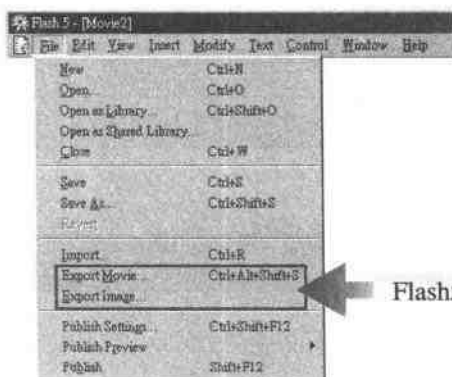 Flash 5 - [Movie2]
File Edit View Insert Modify Text Control Window Help
New Ctrl+N
Open... Ctrl+O
Open as Library... Ctrl+Shift+O
Open as Shared Library...
Close Ctrl+W
Save Ctrl+S
Save As... Ctrl+Shift+S
Revert
Import... Ctrl+R
Export Movie... Ctrl+Alt+Shift+S
Export Image...
Flash
Publish Settings... Ctrl+Shift+F12
Publish Preview
Publish Shift+F12